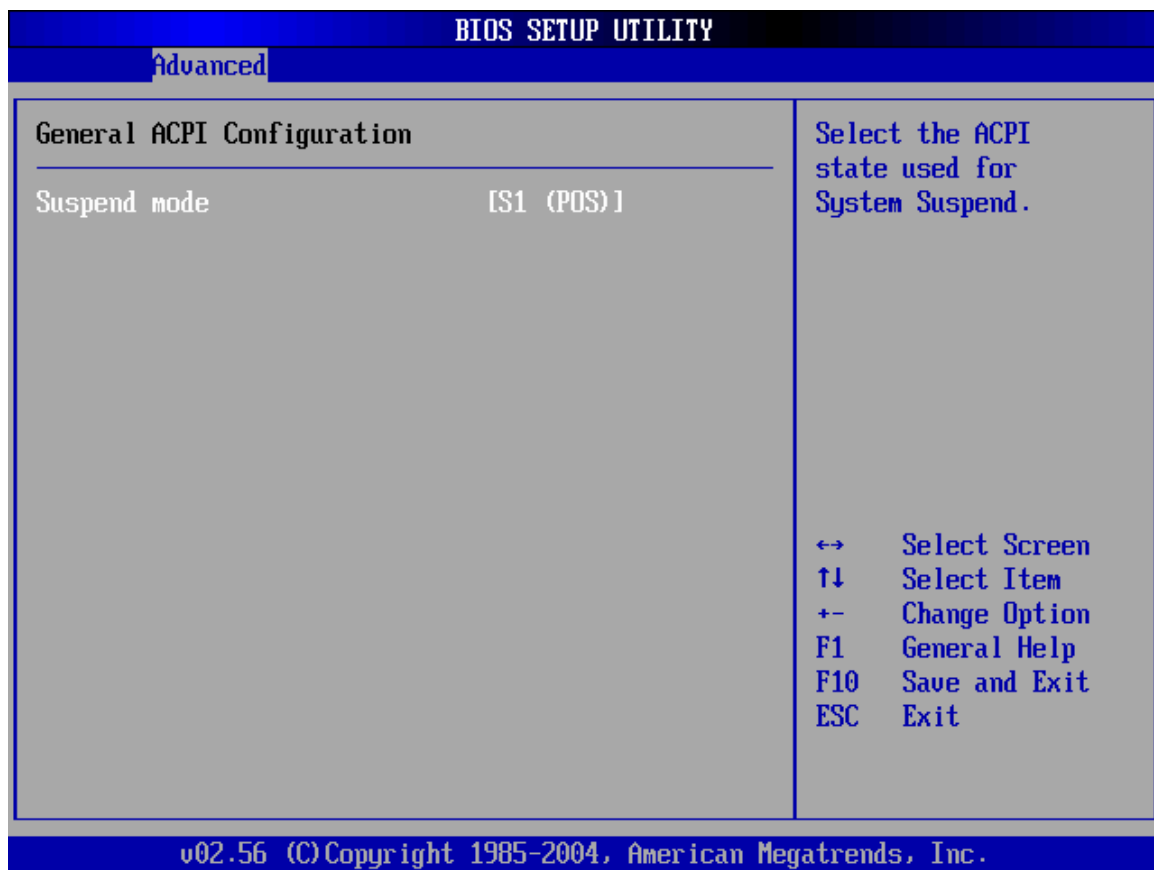 BIOS SETUP UTILITY
Advanced
General ACPI Configuration
Suspend mode [S1 (POS)]
Select the ACPI
state used for
System Suspend.
←→ Select Screen
↑↓ Select Item
+- Change Option
F1 General Help
F10 Save and Exit
ESC Exit
v02.56 (C)Copyright 1985-2004, American Megatrends, Inc.